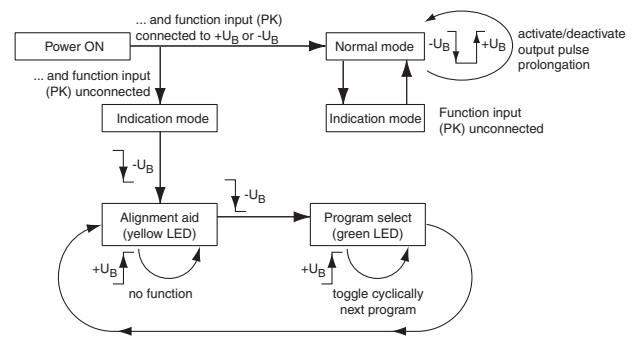 ... and function input (PK)
connected to +UB or -UB
Power ON
Normal mode
-UB
+UB
activate/deactivate
output pulse
prolongation
... and function input
(PK) unconnected
Indication mode
Indication mode
Function input
(PK) unconnected
-UB
-UB
Alignment aid
(yellow LED)
Program select
(green LED)
+UB
no function
+UB
toggle cyclically
next program